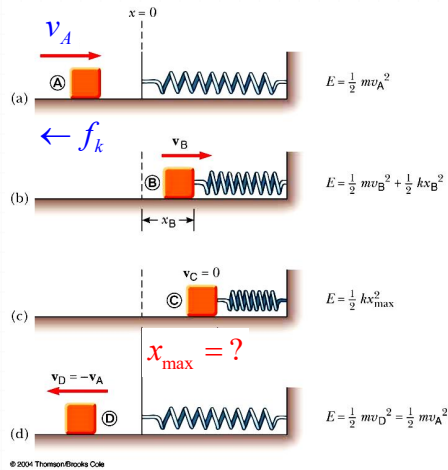 x = 0
v_A
Ⓐ
E = 1/2 mv_A²
(a)
← f_k
v_B
Ⓑ
E = 1/2 mv_B² + 1/2 kx_B²
(b)
x_B
v_C = 0
Ⓒ
E = 1/2 kx²_max
(c)
x_max = ?
v_D = −v_A
Ⓓ
E = 1/2 mv_D² = 1/2 mv_A²
(d)
© 2004 Thomson/Brooks Cole